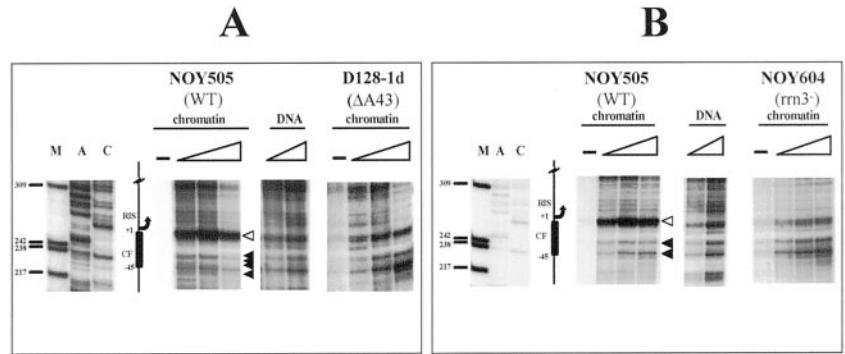 A
B
NOY505
(WT)
chromatin
DNA
D128-1d
(ΔA43)
chromatin
M A C
309
242
238
217
RIS
+1
CF
-45
NOY505
(WT)
chromatin
DNA
NOY604
(rrn3-)
chromatin
M A C
309
242
238
217
RIS
+1
CF
-45